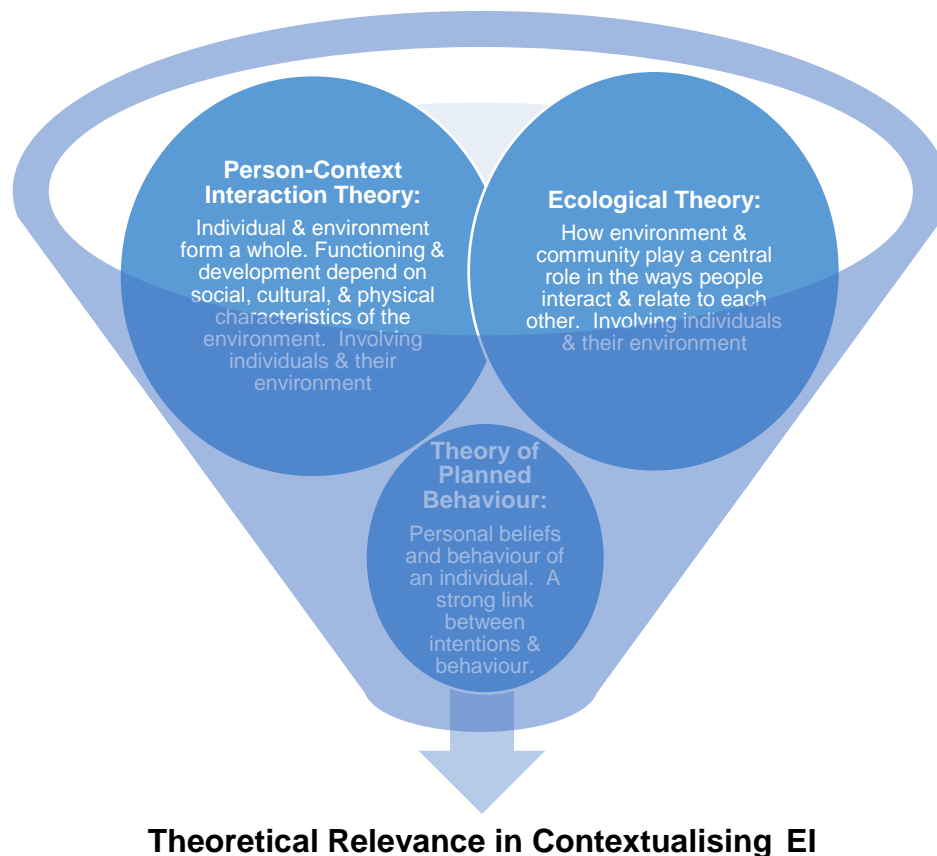 Person-Context
Interaction Theory:
Individual & environment
form a whole. Functioning &
development depend on
social, cultural, & physical
characteristics of the
environment.  Involving
individuals & their
environment
Ecological Theory:
How environment &
community play a central
role in the ways people
interact & relate to each
other.  Involving individuals
& their environment
Theory of
Planned
Behaviour:
Personal beliefs
and behaviour of
an individual.  A
strong link
between
intentions &
behaviour.
Theoretical Relevance in Contextualising EI